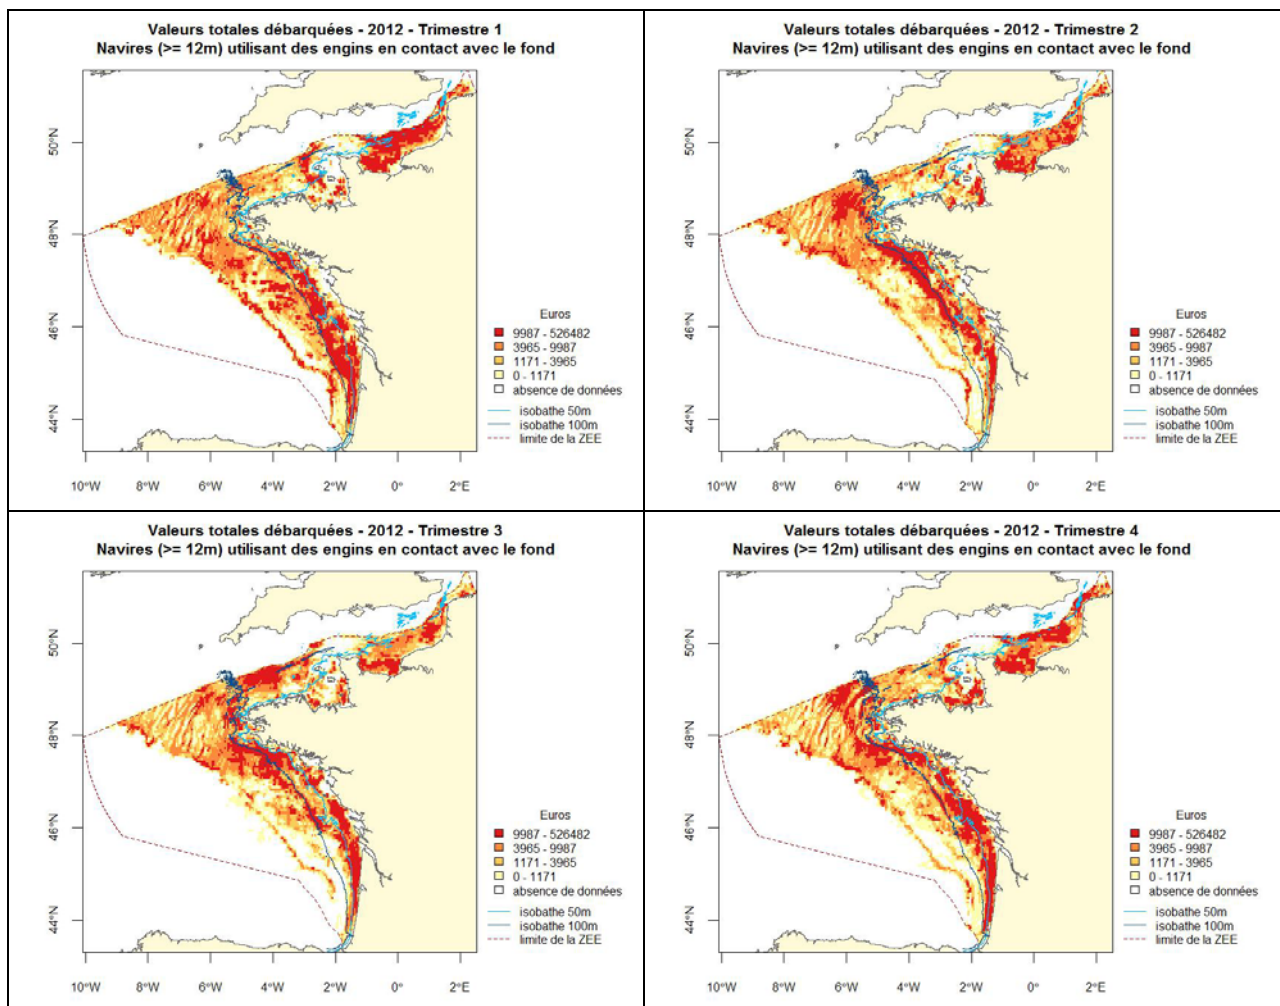 Valeurs totales débarquées - 2012 - Trimestre 1
Navires (>= 12m) utilisant des engins en contact avec le fond
50°N
48°N
46°N
44°N
10°W
8°W
6°W
4°W
2°W
0°
2°E
Euros
9987 - 526482
3965 - 9987
1171 - 3965
0 - 1171
absence de données
isobathe 50m
isobathe 100m
limite de la ZEE
Valeurs totales débarquées - 2012 - Trimestre 2
Navires (>= 12m) utilisant des engins en contact avec le fond
50°N
48°N
46°N
44°N
10°W
8°W
6°W
4°W
2°W
0°
2°E
Euros
9987 - 526482
3965 - 9987
1171 - 3965
0 - 1171
absence de données
isobathe 50m
isobathe 100m
limite de la ZEE
Valeurs totales débarquées - 2012 - Trimestre 3
Navires (>= 12m) utilisant des engins en contact avec le fond
50°N
48°N
46°N
44°N
10°W
8°W
6°W
4°W
2°W
0°
2°E
Euros
9987 - 526482
3965 - 9987
1171 - 3965
0 - 1171
absence de données
isobathe 50m
isobathe 100m
limite de la ZEE
Valeurs totales débarquées - 2012 - Trimestre 4
Navires (>= 12m) utilisant des engins en contact avec le fond
50°N
48°N
46°N
44°N
10°W
8°W
6°W
4°W
2°W
0°
2°E
Euros
9987 - 526482
3965 - 9987
1171 - 3965
0 - 1171
absence de données
isobathe 50m
isobathe 100m
limite de la ZEE